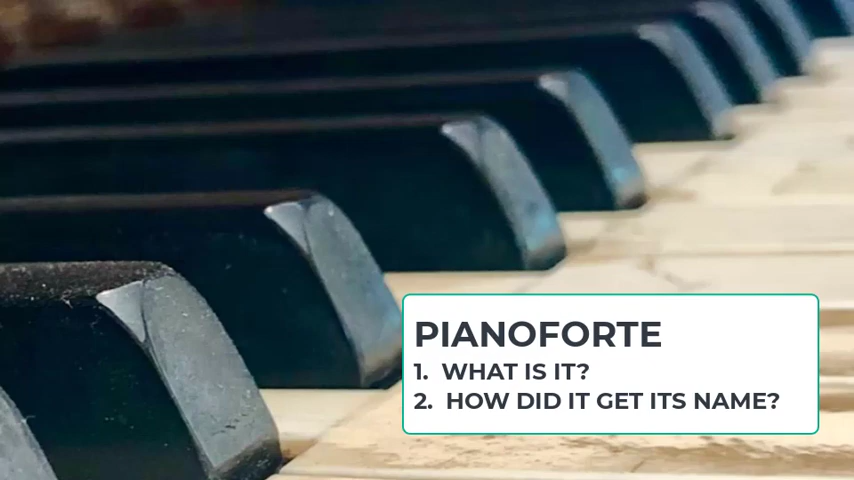 PIANOFORTE
1. WHAT IS IT?
2. HOW DID IT GET ITS NAME?